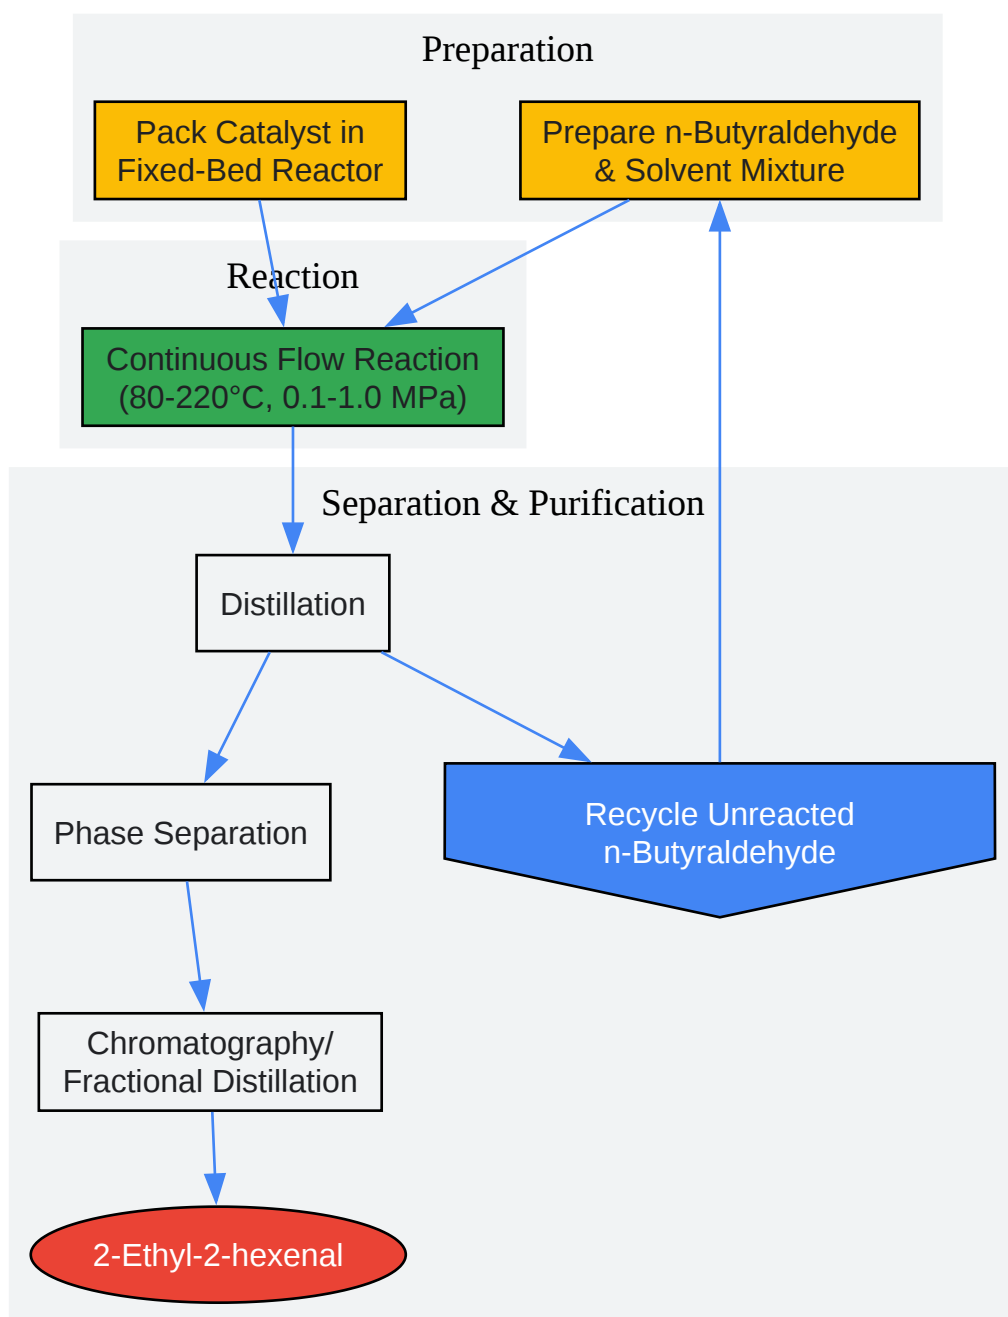 Preparation
Pack Catalyst in
Fixed-Bed Reactor
Prepare n-Butyraldehyde
& Solvent Mixture
Reaction
Continuous Flow Reaction
(80-220°C, 0.1-1.0 MPa)
Separation & Purification
Distillation
Phase Separation
Recycle Unreacted
n-Butyraldehyde
Chromatography/
Fractional Distillation
2-Ethyl-2-hexenal